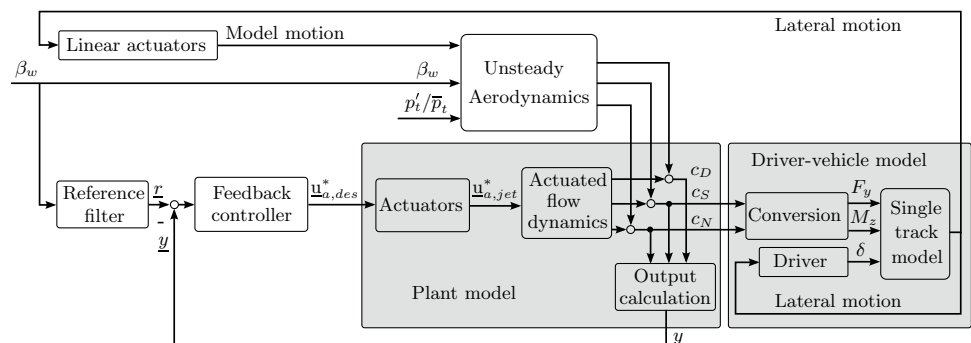 Lateral motion
Linear actuators
Model motion
β_w
β_w
Unsteady
Aerodynamics
p′_t/p̅_t
Driver-vehicle model
c_D
Reference
filter
r
-
y
Feedback
controller
u*_{a,des}
Actuators
u*_{a,jet}
Actuated
flow
dynamics
c_S
c_N
Conversion
F_y
M_z
Single
track
model
Driver
δ
Output
calculation
Plant model
Lateral motion
y